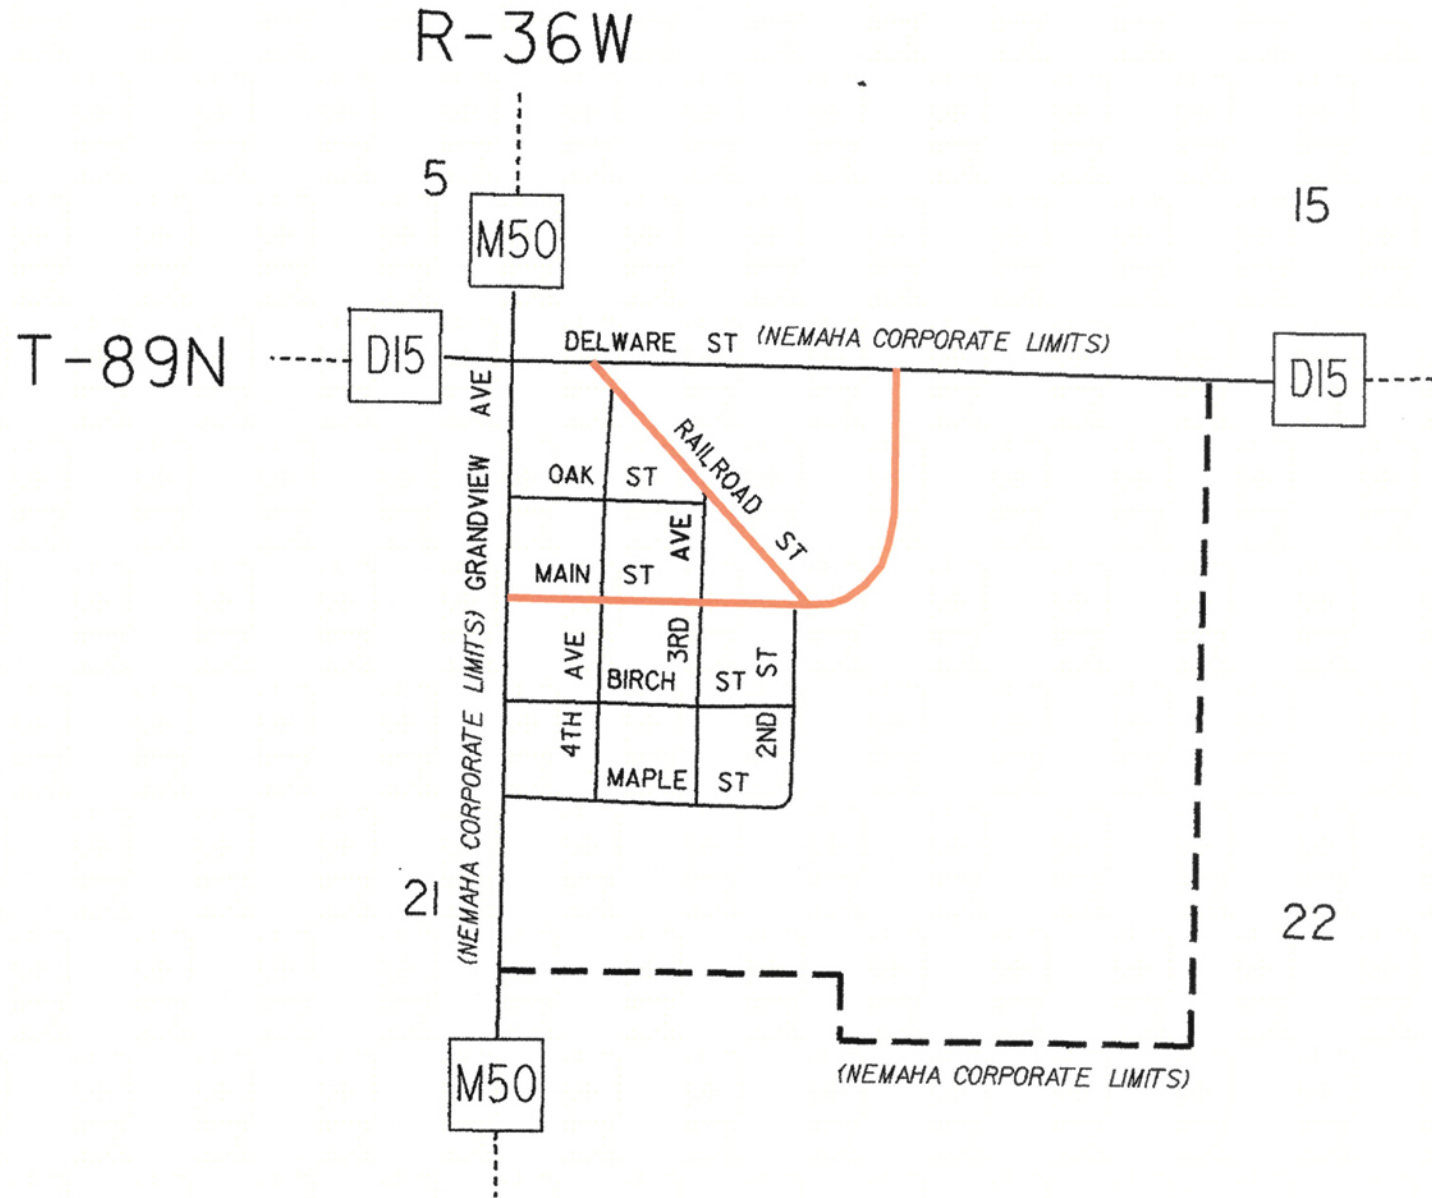 R-36W
5
M50
15
T-89N
D15
DELWARE ST (NEMAHA CORPORATE LIMITS)
D15
(NEMAHA CORPORATE LIMITS) GRANDVIEW AVE
RAILROAD ST
OAK ST
MAIN ST
3RD AVE
4TH AVE
BIRCH ST
2ND ST
MAPLE ST
21
22
M50
(NEMAHA CORPORATE LIMITS)